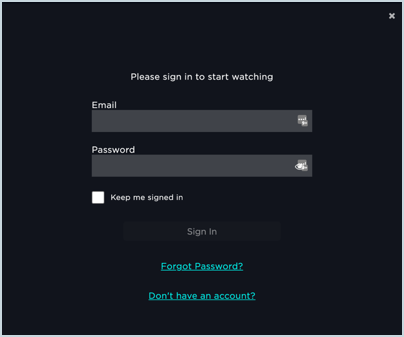 Please sign in to start watching
Email
Password
Keep me signed in
Sign In
Forgot Password?
Don't have an account?